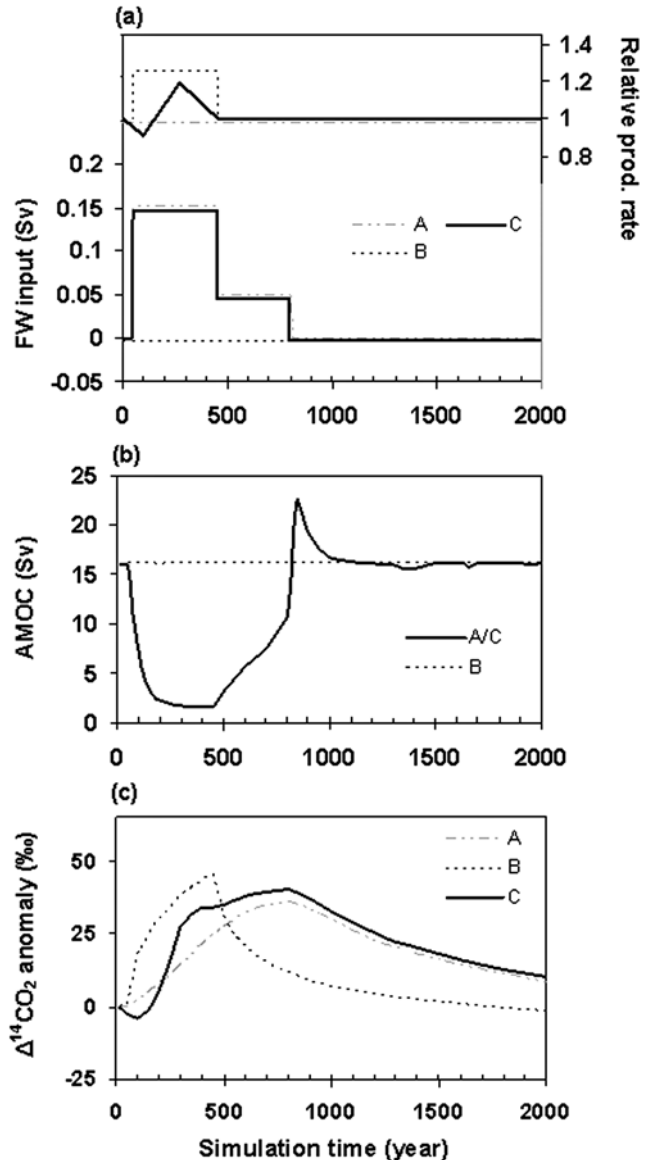 (a)
1.4
1.2
1
0.8
Relative prod. rate
0.2
0.15
0.1
0.05
0
-0.05
FW input (Sv)
A
C
B
0 500 1000 1500 2000
(b)
25
20
15
10
5
0
AMOC (Sv)
A/C
B
0 500 1000 1500 2000
(c)
50
25
0
-25
Δ¹⁴CO₂ anomaly (‰)
A
B
C
0 500 1000 1500 2000
Simulation time (year)